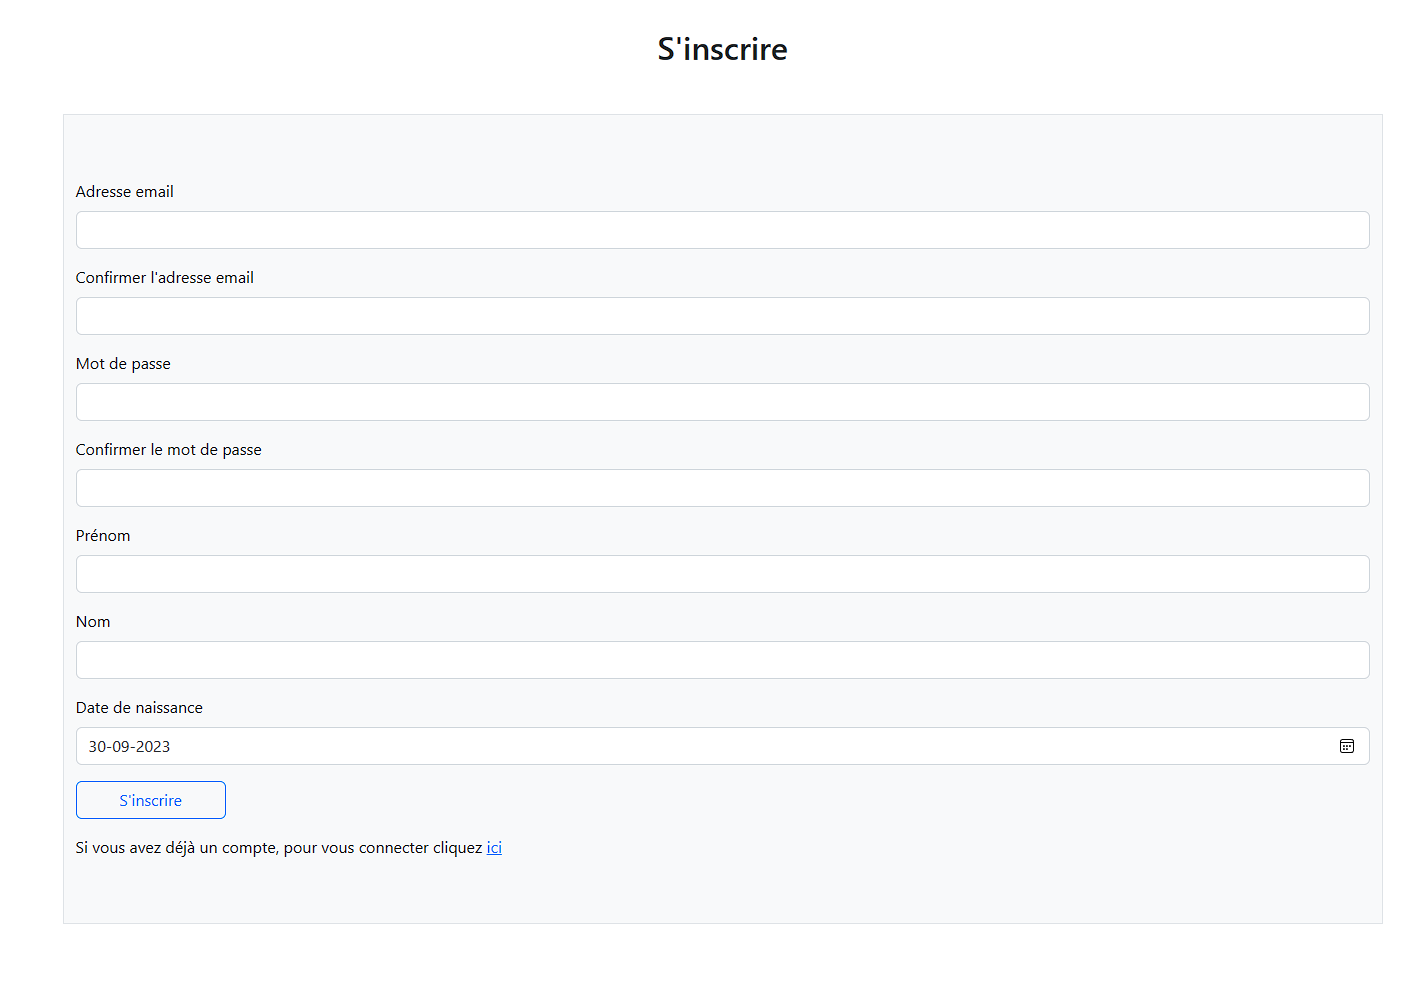 S'inscrire
Adresse email
Confirmer l'adresse email
Mot de passe
Confirmer le mot de passe
Prénom
Nom
Date de naissance
30-09-2023
S'inscrire
Si vous avez déjà un compte, pour vous connecter cliquez ici